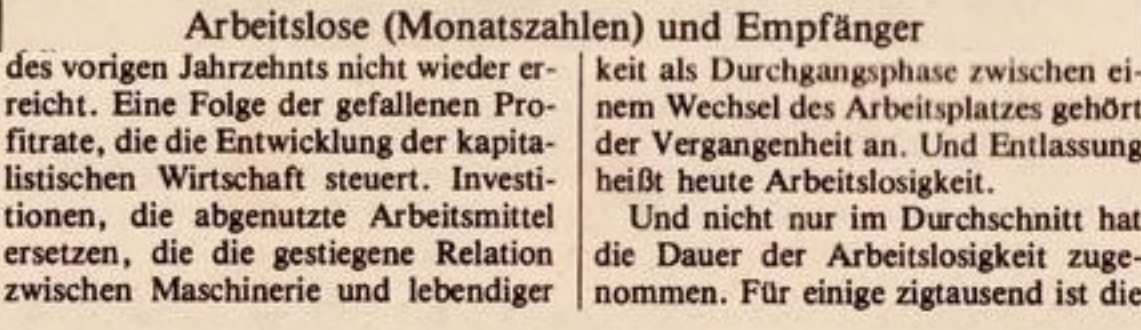 Arbeitslose (Monatszahlen) und Empfänger
des vorigen Jahrzehnts nicht wieder er-
reicht. Eine Folge der gefallenen Pro-
fitrate, die die Entwicklung der kapita-
listischen Wirtschaft steuert. Investi-
tionen, die abgenutzte Arbeitsmittel
ersetzen, die die gestiegene Relation
zwischen Maschinerie und lebendiger
keit als Durchgangsphase zwischen ei-
nem Wechsel des Arbeitsplatzes gehört
der Vergangenheit an. Und Entlassung
heißt heute Arbeitslosigkeit.
Und nicht nur im Durchschnitt hat
die Dauer der Arbeitslosigkeit zuge-
nommen. Für einige zigtausend ist die